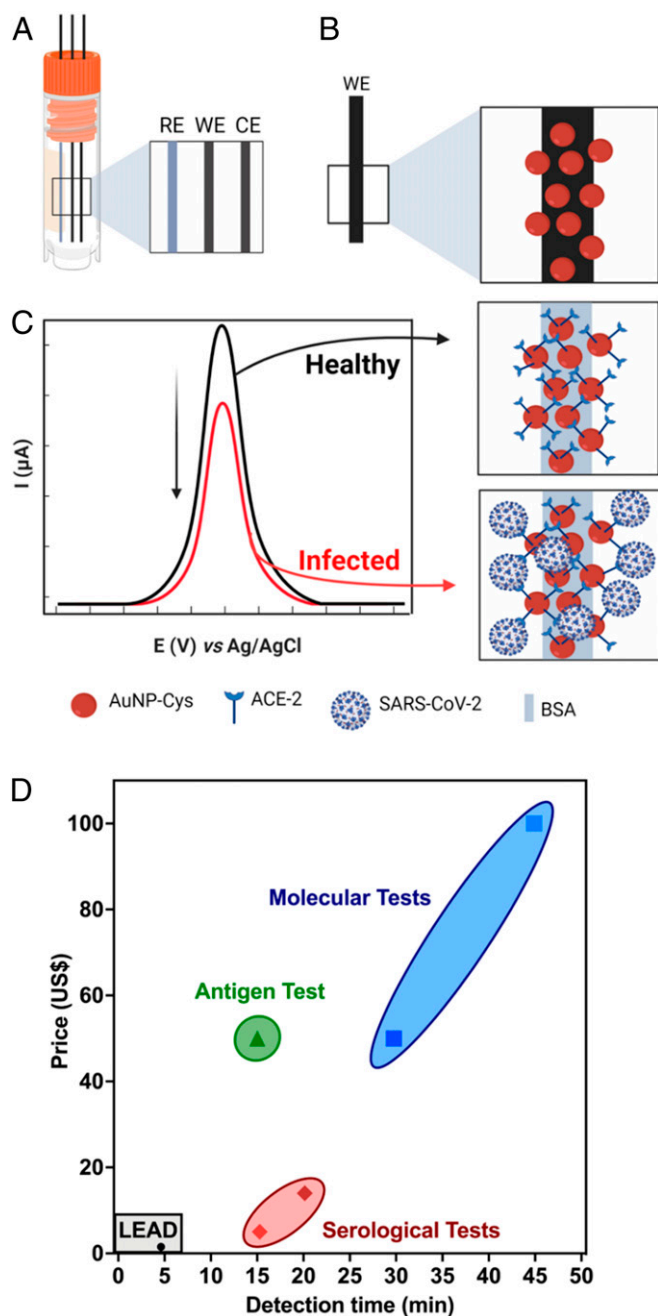 A
B
RE WE CE
WE
C
Healthy
Infected
I (µA)
E (V) vs Ag/AgCl
AuNP-Cys
ACE-2
SARS-CoV-2
BSA
D
100
80
60
40
20
0
Price (US$)
Molecular Tests
Antigen Test
Serological Tests
LEAD
0 5 10 15 20 25 30 35 40 45 50
Detection time (min)